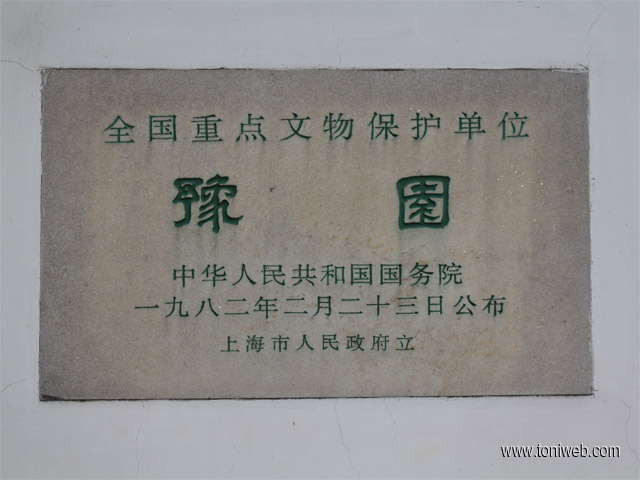 全国重点文物保护单位
豫园
中华人民共和国国务院
一九八二年二月二十三日公布
上海市人民政府立
www.toniweb.com